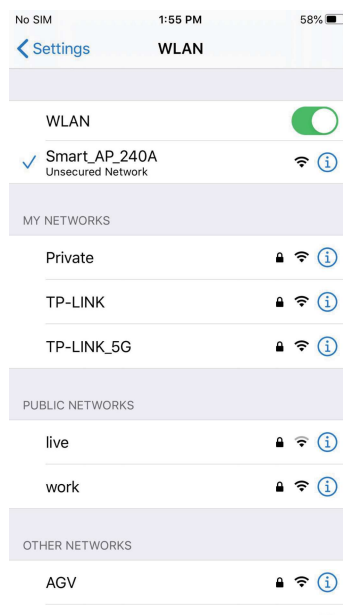 No SIM 1:55 PM 58%
Settings WLAN
WLAN
Smart_AP_240A
Unsecured Network
MY NETWORKS
Private
TP-LINK
TP-LINK_5G
PUBLIC NETWORKS
live
work
OTHER NETWORKS
AGV